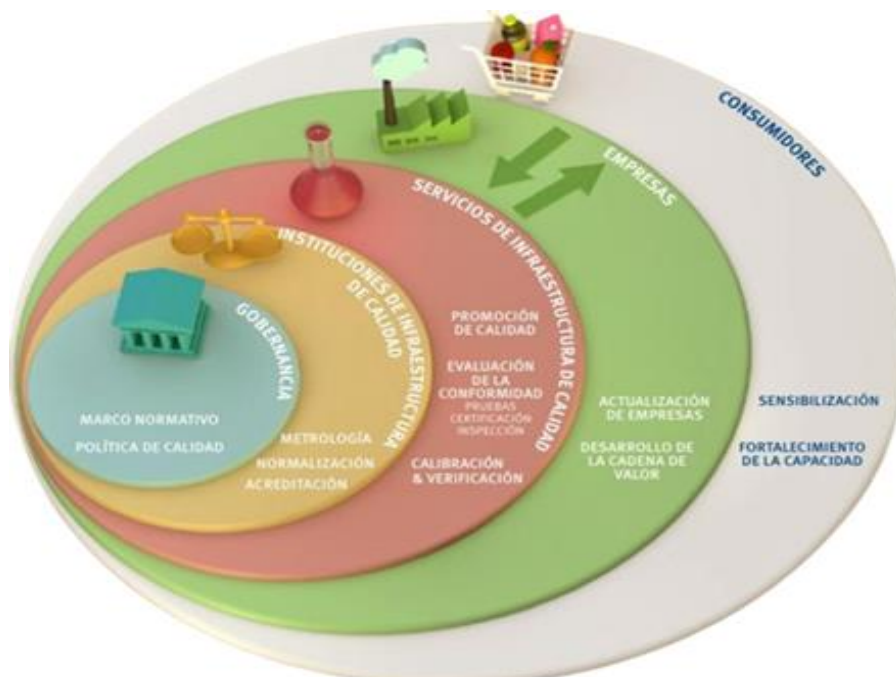 CONSUMIDORES
EMPRESAS
SERVICIOS DE INFRAESTRUCTURA DE CALIDAD
INSTITUCIONES DE INFRAESTRUCTURA
DE CALIDAD
GOBERNANCIA
MARCO NORMATIVO
POLÍTICA DE CALIDAD
METROLOGÍA
NORMALIZACIÓN
ACREDITACIÓN
PROMOCIÓN
DE CALIDAD
EVALUACIÓN
DE LA
CONFORMIDAD
PRUEBAS
CERTIFICACIÓN
INSPECCIÓN
CALIBRACIÓN
& VERIFICACIÓN
ACTUALIZACIÓN
DE EMPRESAS
DESARROLLO DE
LA CADENA DE
VALOR
SENSIBILIZACIÓN
FORTALECIMIENTO
DE LA CAPACIDAD